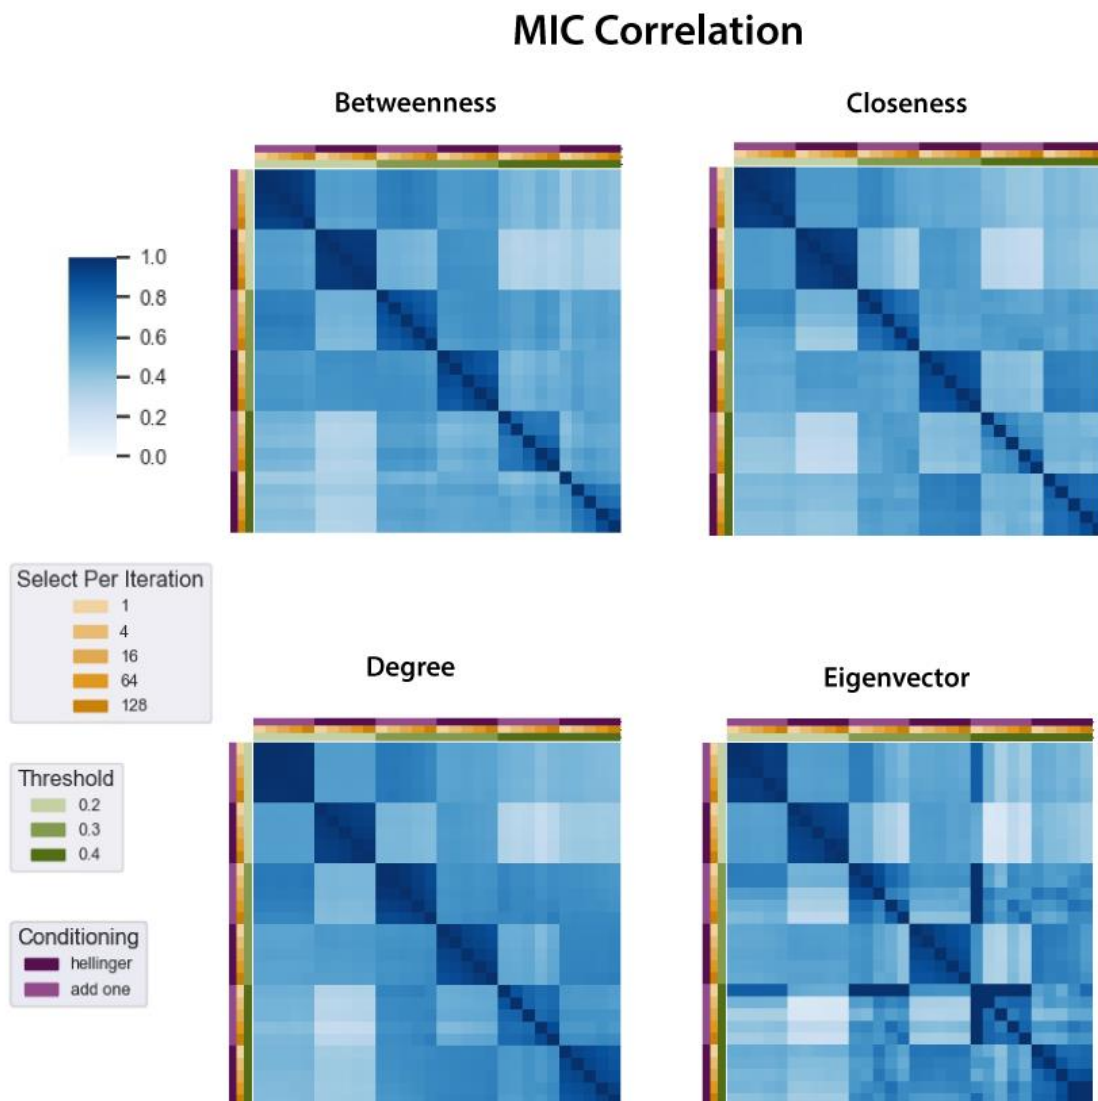 MIC Correlation
Betweenness
Closeness
1.0
0.8
0.6
0.4
0.2
0.0
Select Per Iteration
1
4
16
64
128
Degree
Eigenvector
Threshold
0.2
0.3
0.4
Conditioning
hellinger
add one